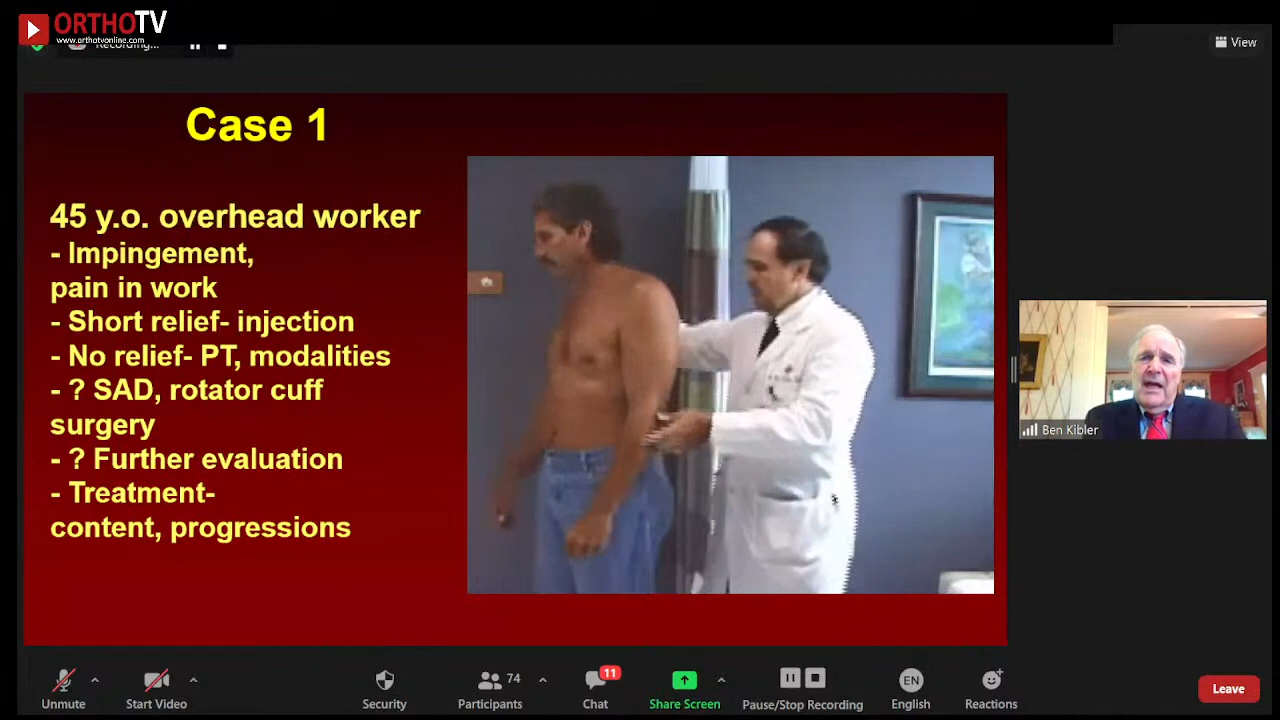 ORTHOTV
www.orthotvonline.com
Recording...
View
Case 1
45 y.o. overhead worker
- Impingement,
pain in work
- Short relief- injection
- No relief- PT, modalities
- ? SAD, rotator cuff
surgery
- ? Further evaluation
- Treatment-
content, progressions
Ben Kibler
Unmute
Start Video
Security
74
Participants
11
Chat
Share Screen
Pause/Stop Recording
EN
English
Reactions
Leave